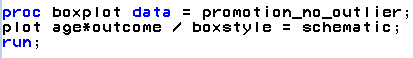 proc boxplot data = promotion_no_outlier;
plot age*outcome / boxstyle = schematic;
run;